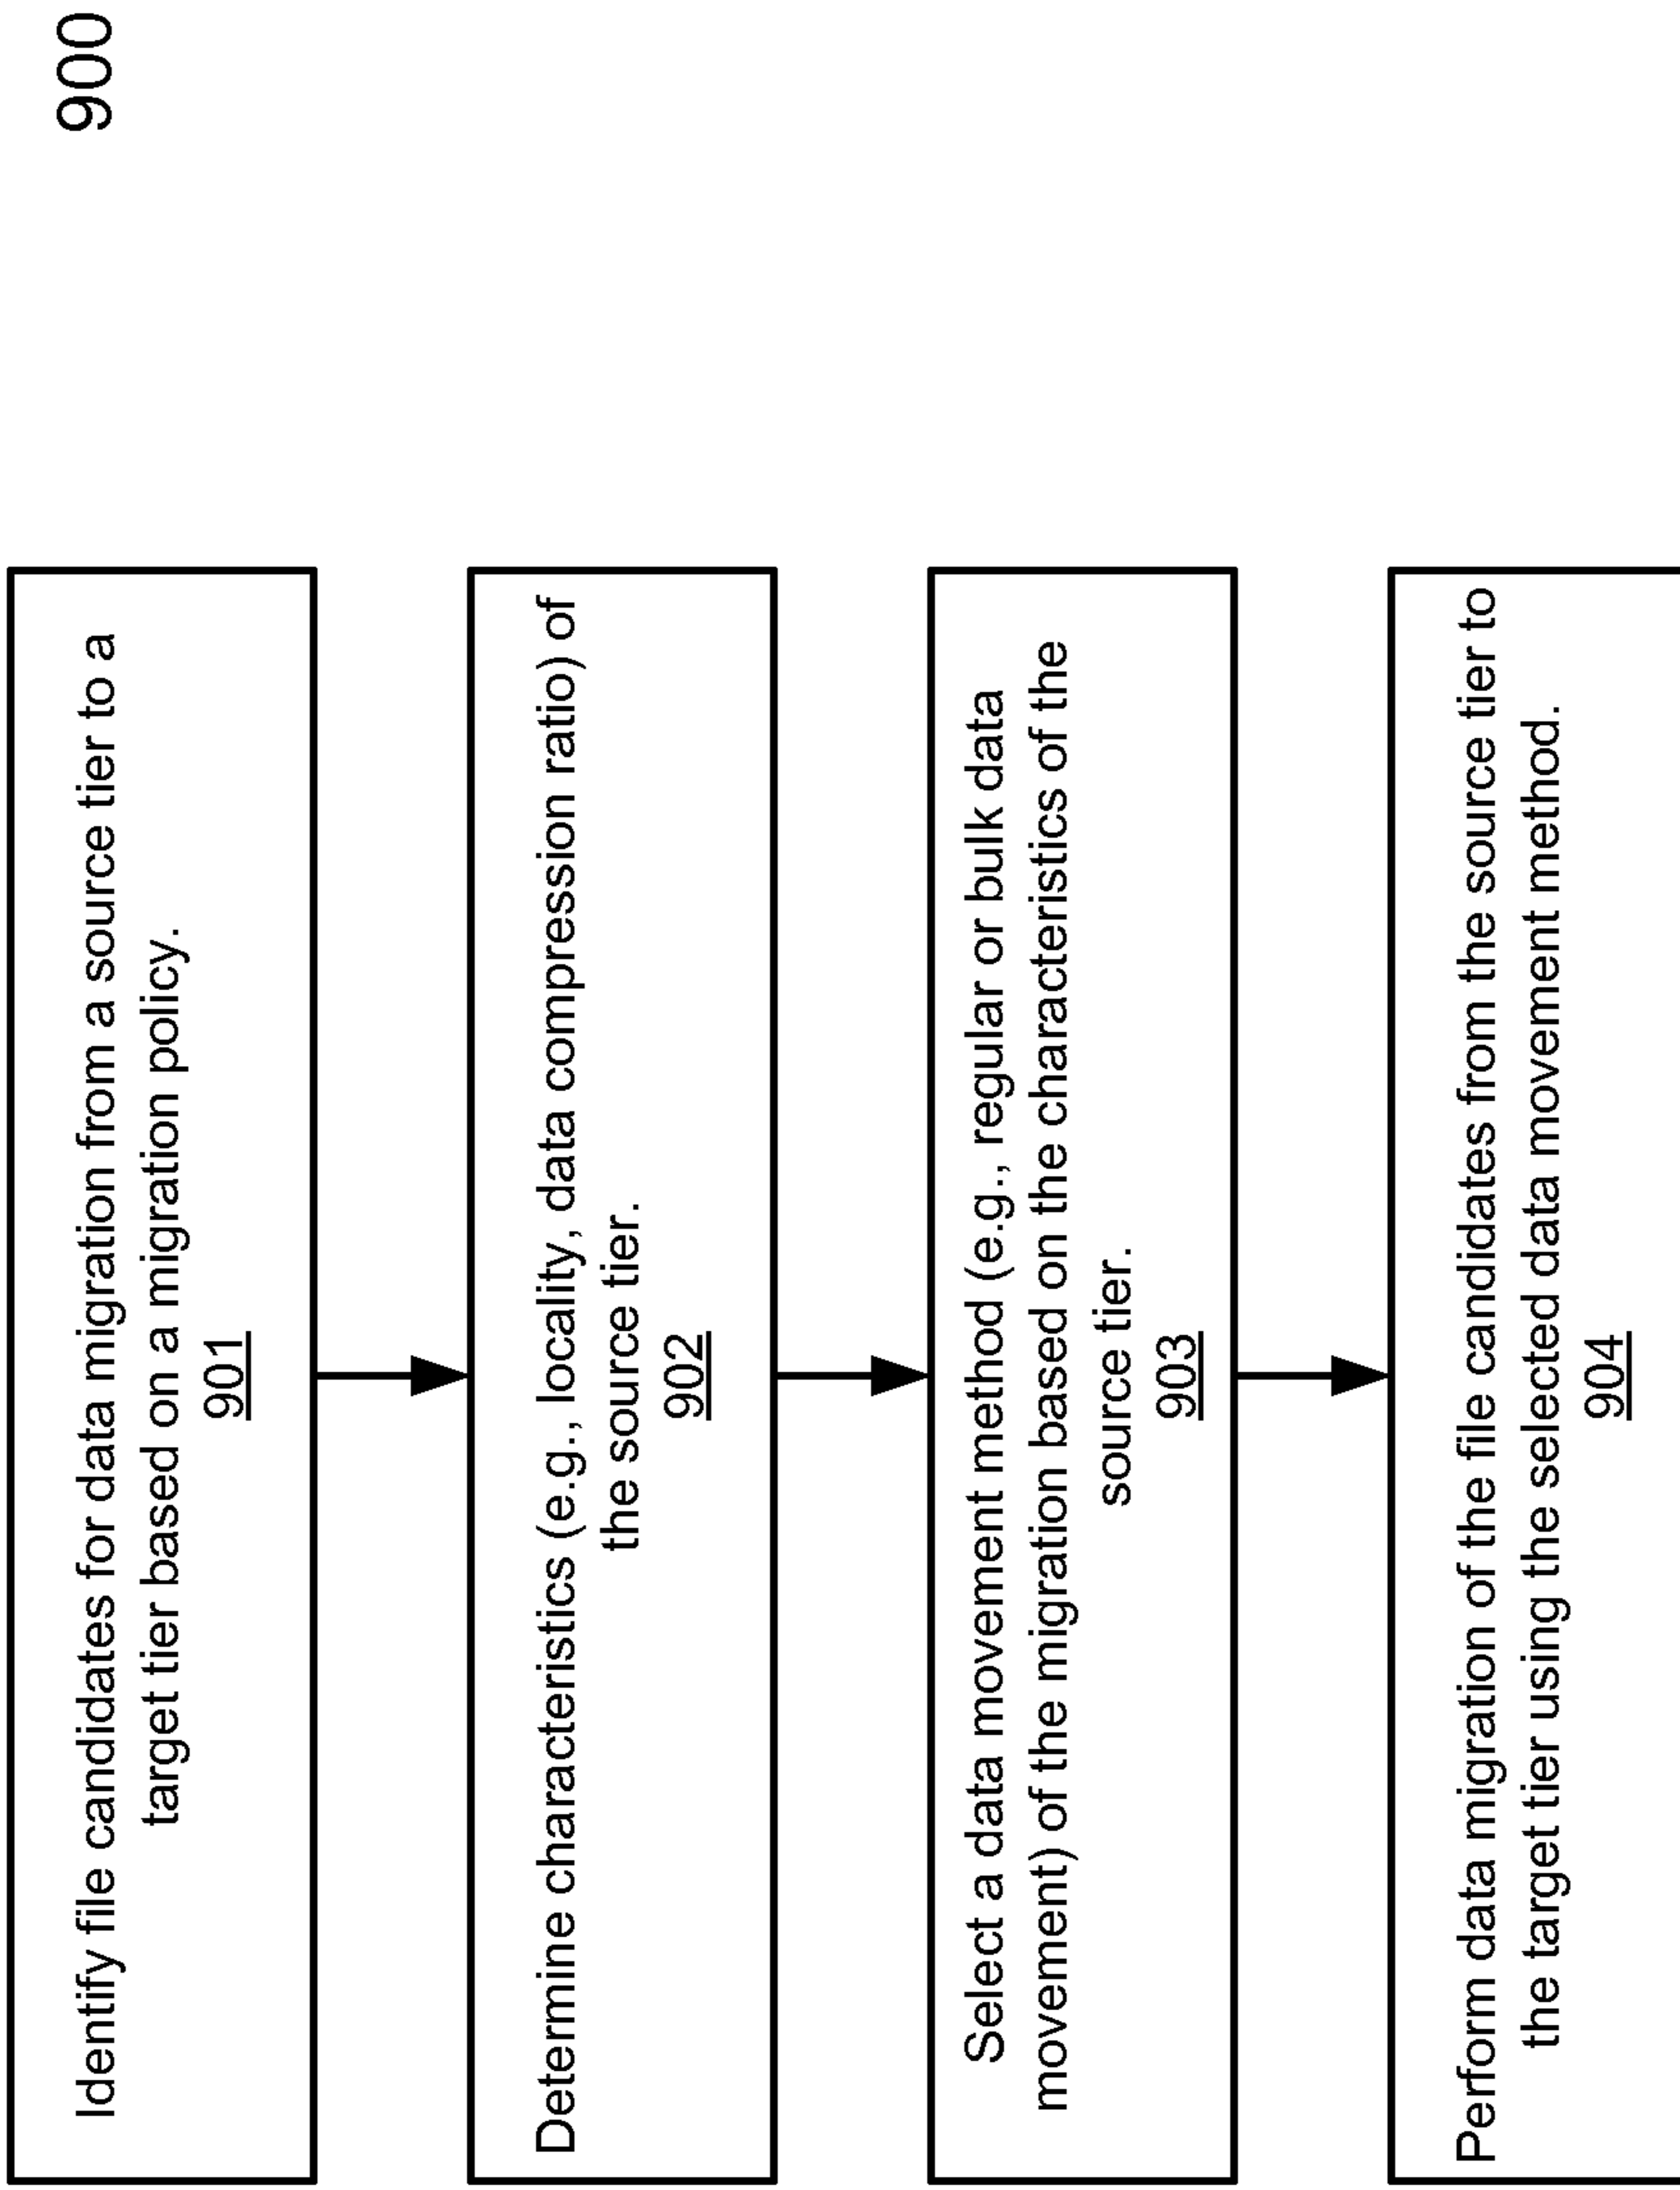 900
Identify file candidates for data migration from a source tier to a
target tier based on a migration policy.
901
Determine characteristics (e.g., locality, data compression ratio) of
the source tier.
902
Select a data movement method (e.g., regular or bulk data
movement) of the migration based on the characteristics of the
source tier.
903
Perform data migration of the file candidates from the source tier to
the target tier using the selected data movement method.
904